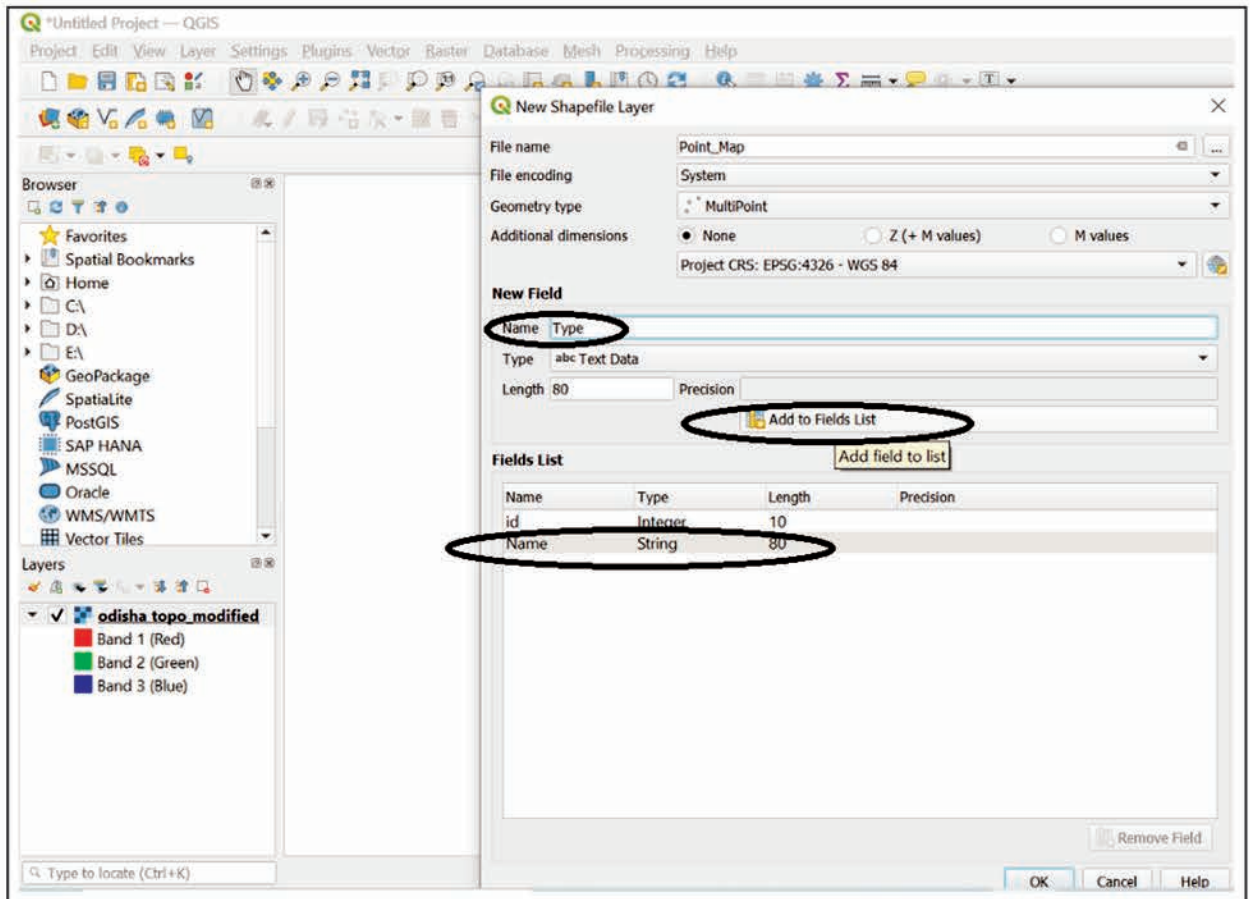 *Untitled Project — QGIS
Project Edit View Layer Settings Plugins Vector Raster Database Mesh Processing Help
New Shapefile Layer
File name Point_Map ...
File encoding System
Geometry type MultiPoint
Additional dimensions None Z (+ M values) M values
Project CRS: EPSG:4326 - WGS 84
New Field
Name Type
Type abc Text Data
Length 80 Precision
Add to Fields List
Add field to list
Fields List
Name Type Length Precision
id Integer 10
Name String 80
Remove Field
OK Cancel Help
Browser
Favorites
Spatial Bookmarks
Home
C:\
D:\
E:\
GeoPackage
SpatiaLite
PostGIS
SAP HANA
MSSQL
Oracle
WMS/WMTS
Vector Tiles
Layers
odisha topo_modified
Band 1 (Red)
Band 2 (Green)
Band 3 (Blue)
Type to locate (Ctrl+K)